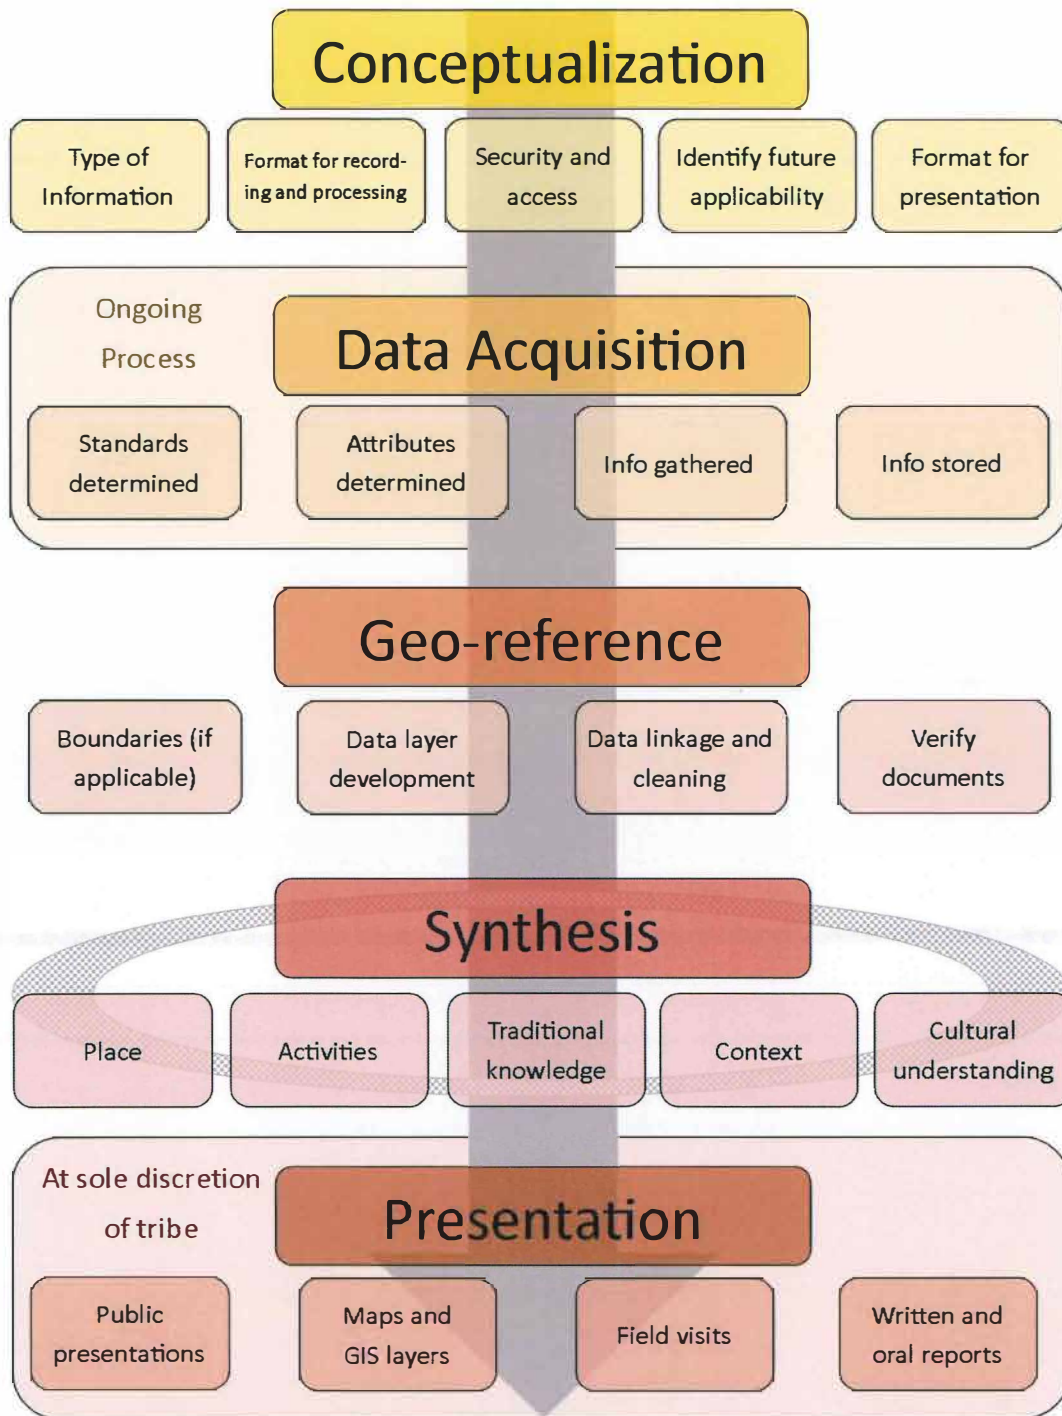 Conceptualization
Type of
Information
Format for record-
ing and processing
Security and
access
Identify future
applicability
Format for
presentation
Ongoing
Process
Data Acquisition
Standards
determined
Attributes
determined
Info gathered
Info stored
Geo-reference
Boundaries (if
applicable)
Data layer
development
Data linkage and
cleaning
Verify
documents
Synthesis
Place
Activities
Traditional
knowledge
Context
Cultural
understanding
At sole discretion
of tribe
Presentation
Public
presentations
Maps and
GIS layers
Field visits
Written and
oral reports